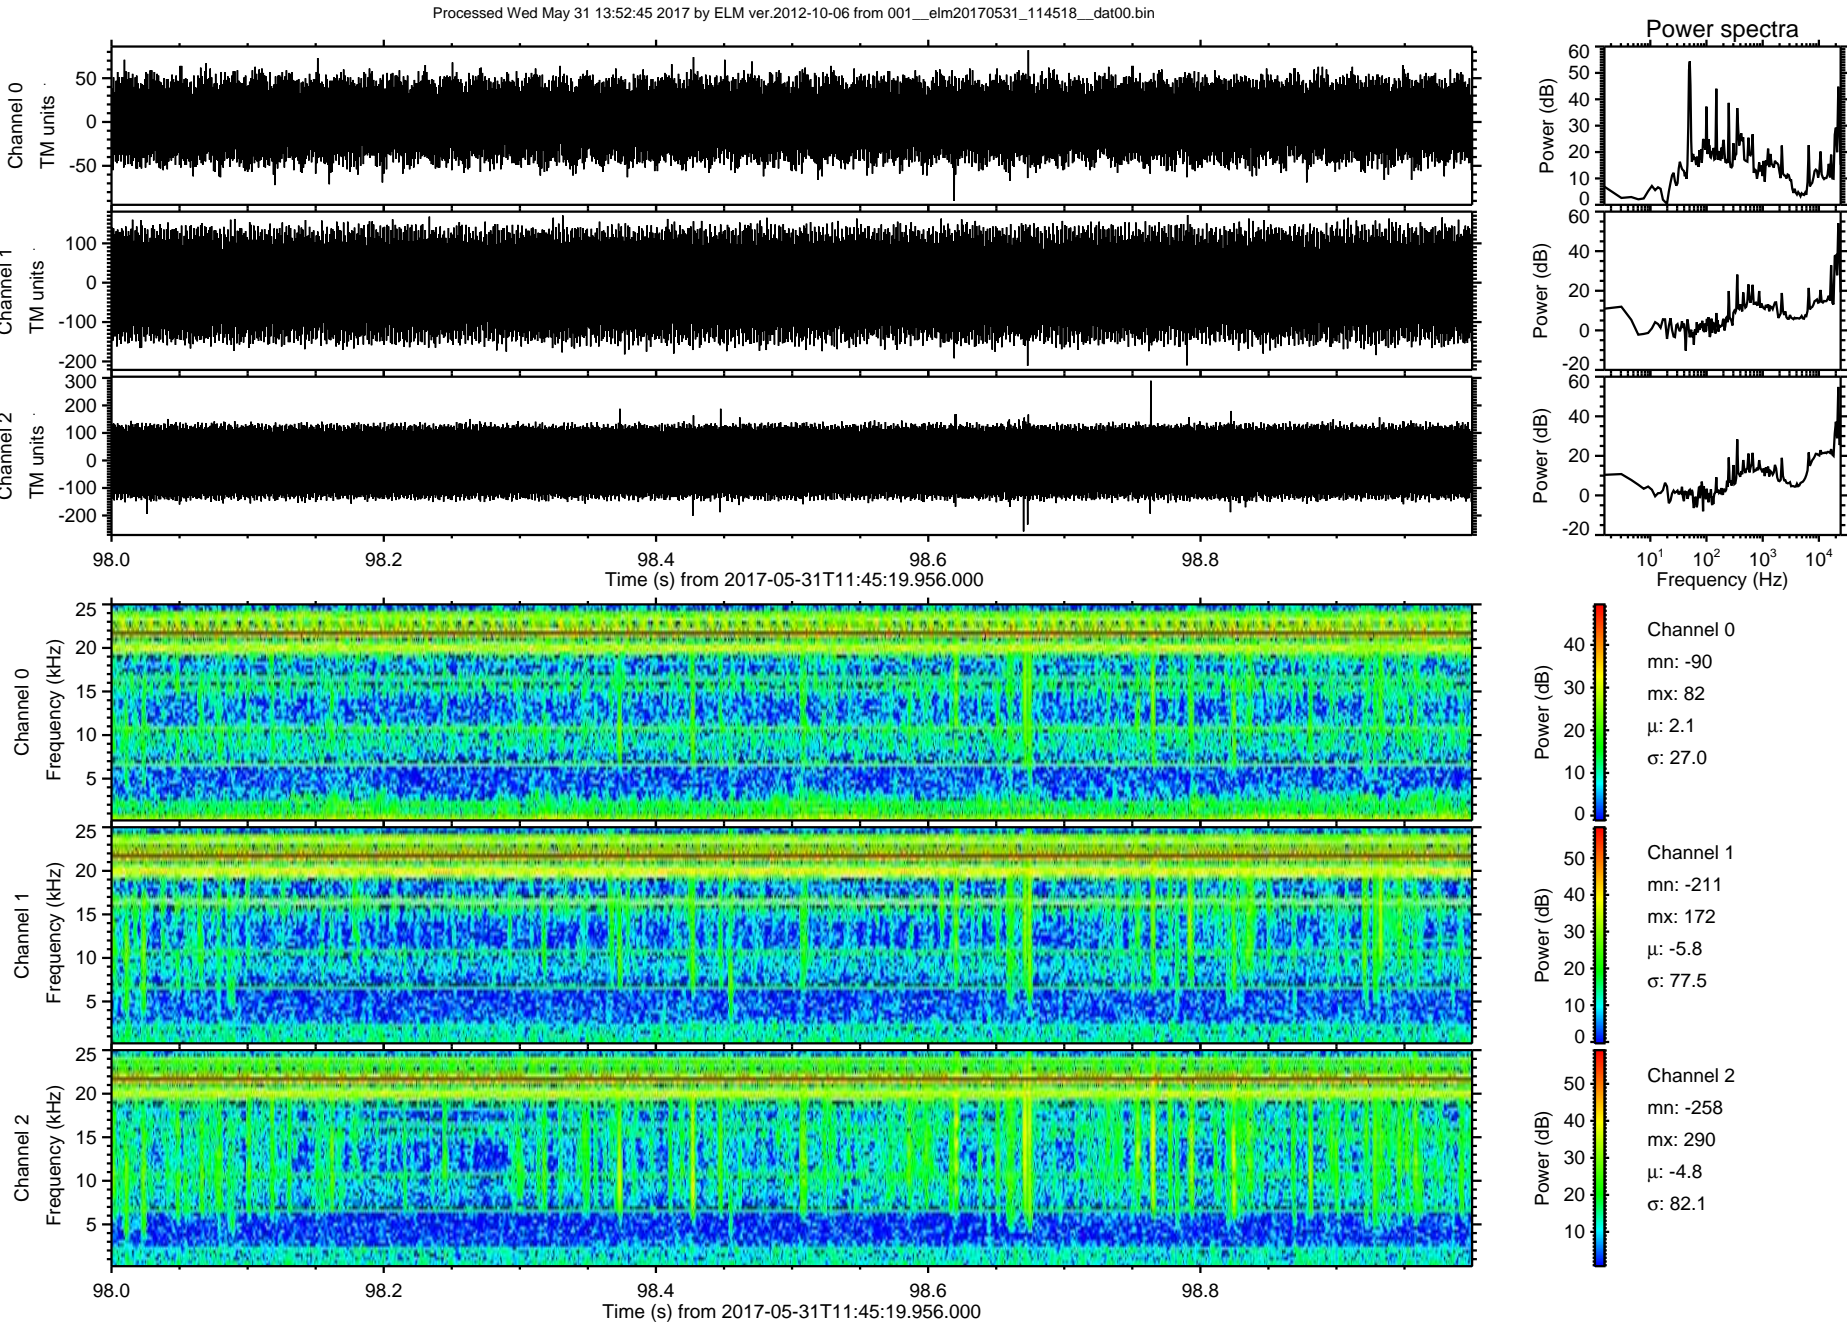 Processed Wed May 31 13:52:45 2017 by ELM ver.2012-10-06 from 001__elm20170531_114518__dat00.bin
Power spectra
Channel 0
TM units
50
0
-50
Power (dB)
60
50
40
30
20
10
0
Channel 1
TM units
100
0
-100
-200
Power (dB)
60
40
20
0
-20
Channel 2
TM units
300
200
100
0
-100
-200
Power (dB)
60
40
20
0
-20
98.0 98.2 98.4 98.6 98.8
Time (s) from 2017-05-31T11:45:19.956.000
10^1 10^2 10^3 10^4
Frequency (Hz)
Channel 0
Frequency (kHz)
25
20
15
10
5
Power (dB)
40
30
20
10
0
Channel 0
mn: -90
mx: 82
μ: 2.1
σ: 27.0
Channel 1
Frequency (kHz)
25
20
15
10
5
Power (dB)
50
40
30
20
10
0
Channel 1
mn: -211
mx: 172
μ: -5.8
σ: 77.5
Channel 2
Frequency (kHz)
25
20
15
10
5
Power (dB)
50
40
30
20
10
Channel 2
mn: -258
mx: 290
μ: -4.8
σ: 82.1
98.0 98.2 98.4 98.6 98.8
Time (s) from 2017-05-31T11:45:19.956.000